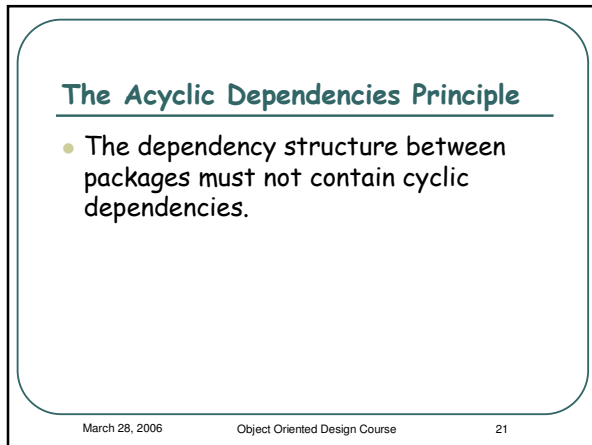 The Acyclic Dependencies Principle
The dependency structure between
packages must not contain cyclic
dependencies.
March 28, 2006 Object Oriented Design Course 21